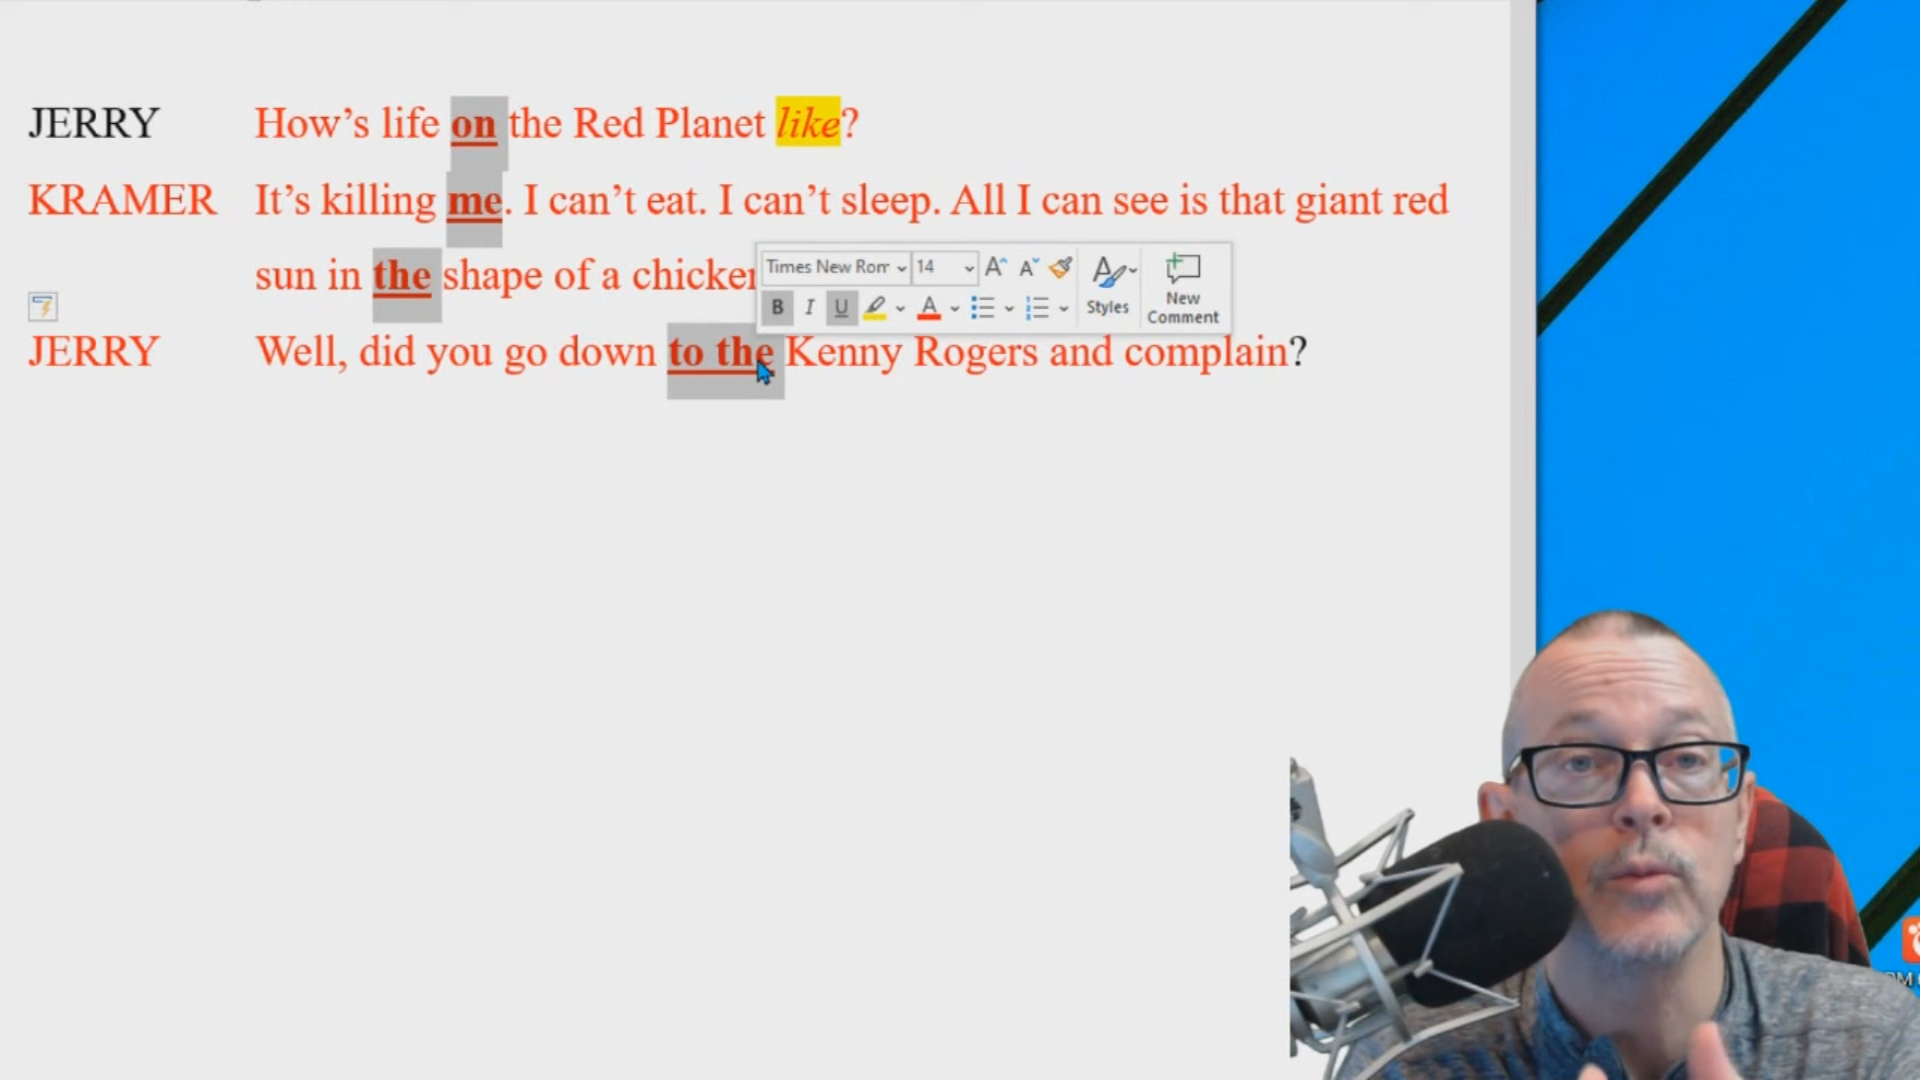 JERRY How’s life on the Red Planet like?
KRAMER It’s killing me. I can’t eat. I can’t sleep. All I can see is that giant red
sun in the shape of a
Times New Rom 14
B I U A Styles New
Comment
JERRY Well, did you go down to the Kenny Rogers and complain?